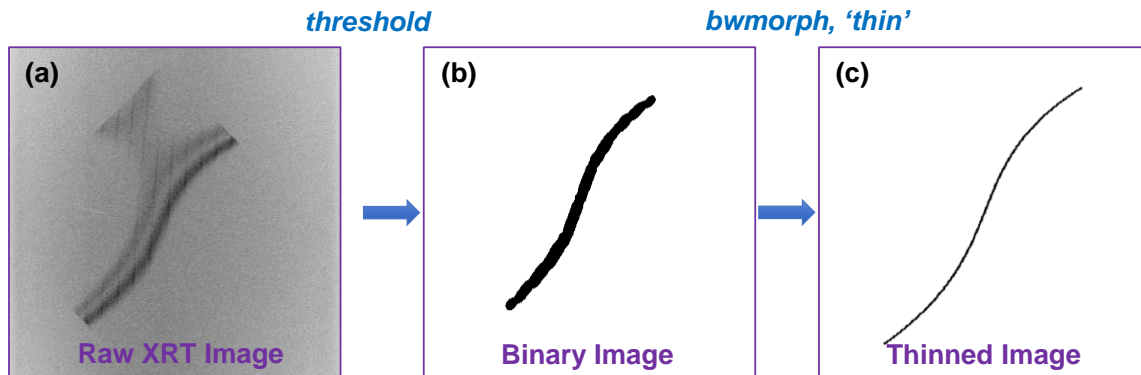 threshold
bwmorph, ‘thin’
(a)
(b)
(c)
Raw XRT Image
Binary Image
Thinned Image